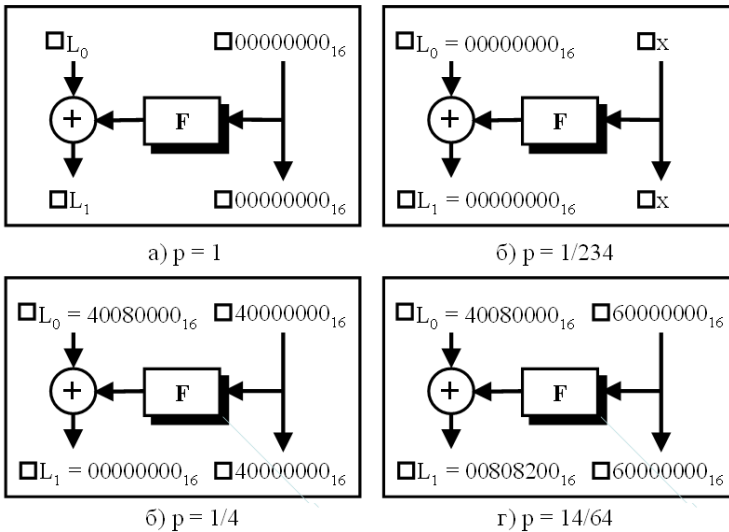 □L₀ □00000000₁₆
+ F
□L₁ □00000000₁₆
а) p = 1
□L₀ = 00000000₁₆ □x
+ F
□L₁ = 00000000₁₆ □x
б) p = 1/234
□L₀ = 40080000₁₆ □40000000₁₆
+ F
□L₁ = 00000000₁₆ □40000000₁₆
б) p = 1/4
□L₀ = 40080000₁₆ □60000000₁₆
+ F
□L₁ = 00808200₁₆ □60000000₁₆
г) p = 14/64